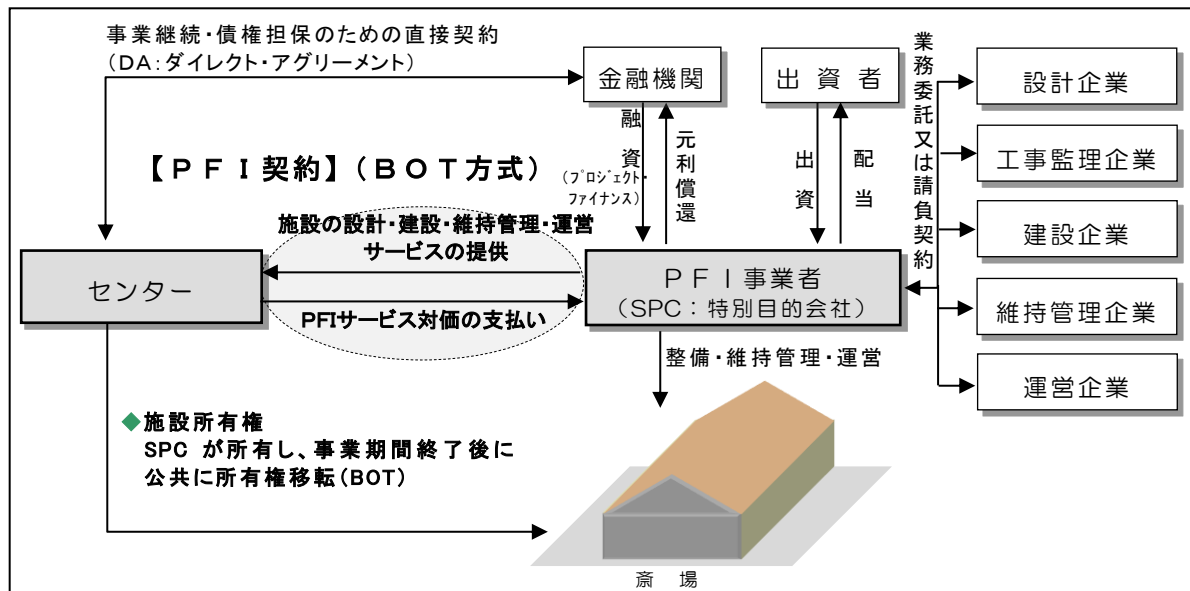 事業継続・債権担保のための直接契約
(DA:ダイレクト・アグリーメント)
金融機関
出資者
業務委託又は請負契約
設計企業
工事監理企業
建設企業
維持管理企業
運営企業
融資
(プロジェクト・
ファイナンス)
元利償還
出資
配当
【PFI契約】(BOT方式)
施設の設計・建設・維持管理・運営
サービスの提供
センター
PFIサービス対価の支払い
PFI事業者
(SPC:特別目的会社)
整備・維持管理・運営
◆施設所有権
SPC が所有し、事業期間終了後に
公共に所有権移転(BOT)
斎 場